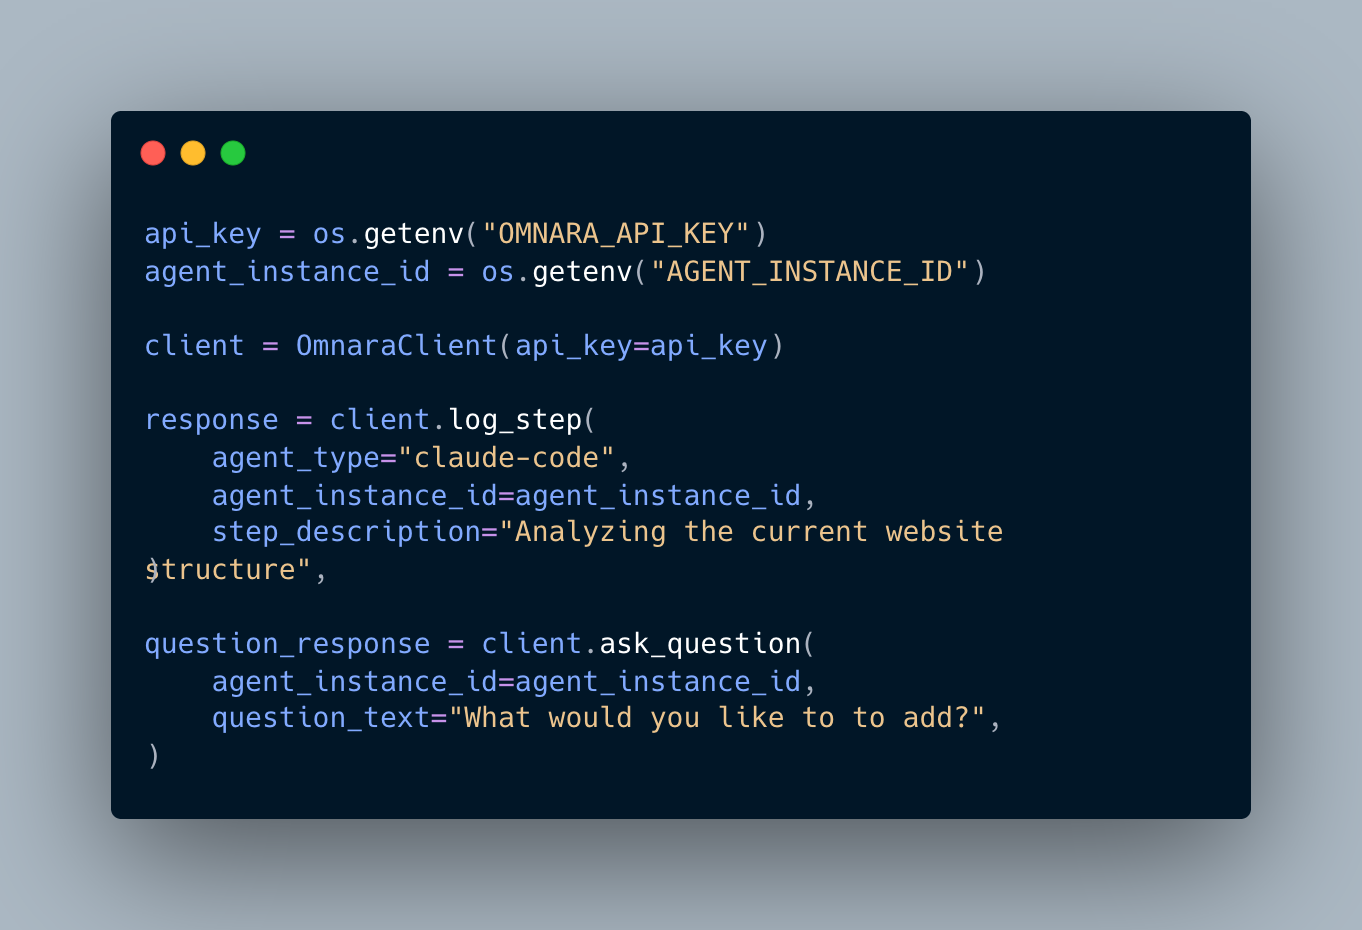 api_key = os.getenv("OMNARA_API_KEY")
agent_instance_id = os.getenv("AGENT_INSTANCE_ID")
client = OmnaraClient(api_key=api_key)
response = client.log_step(
    agent_type="claude-code",
    agent_instance_id=agent_instance_id,
    step_description="Analyzing the current website
structure",
)
question_response = client.ask_question(
    agent_instance_id=agent_instance_id,
    question_text="What would you like to to add?",
)